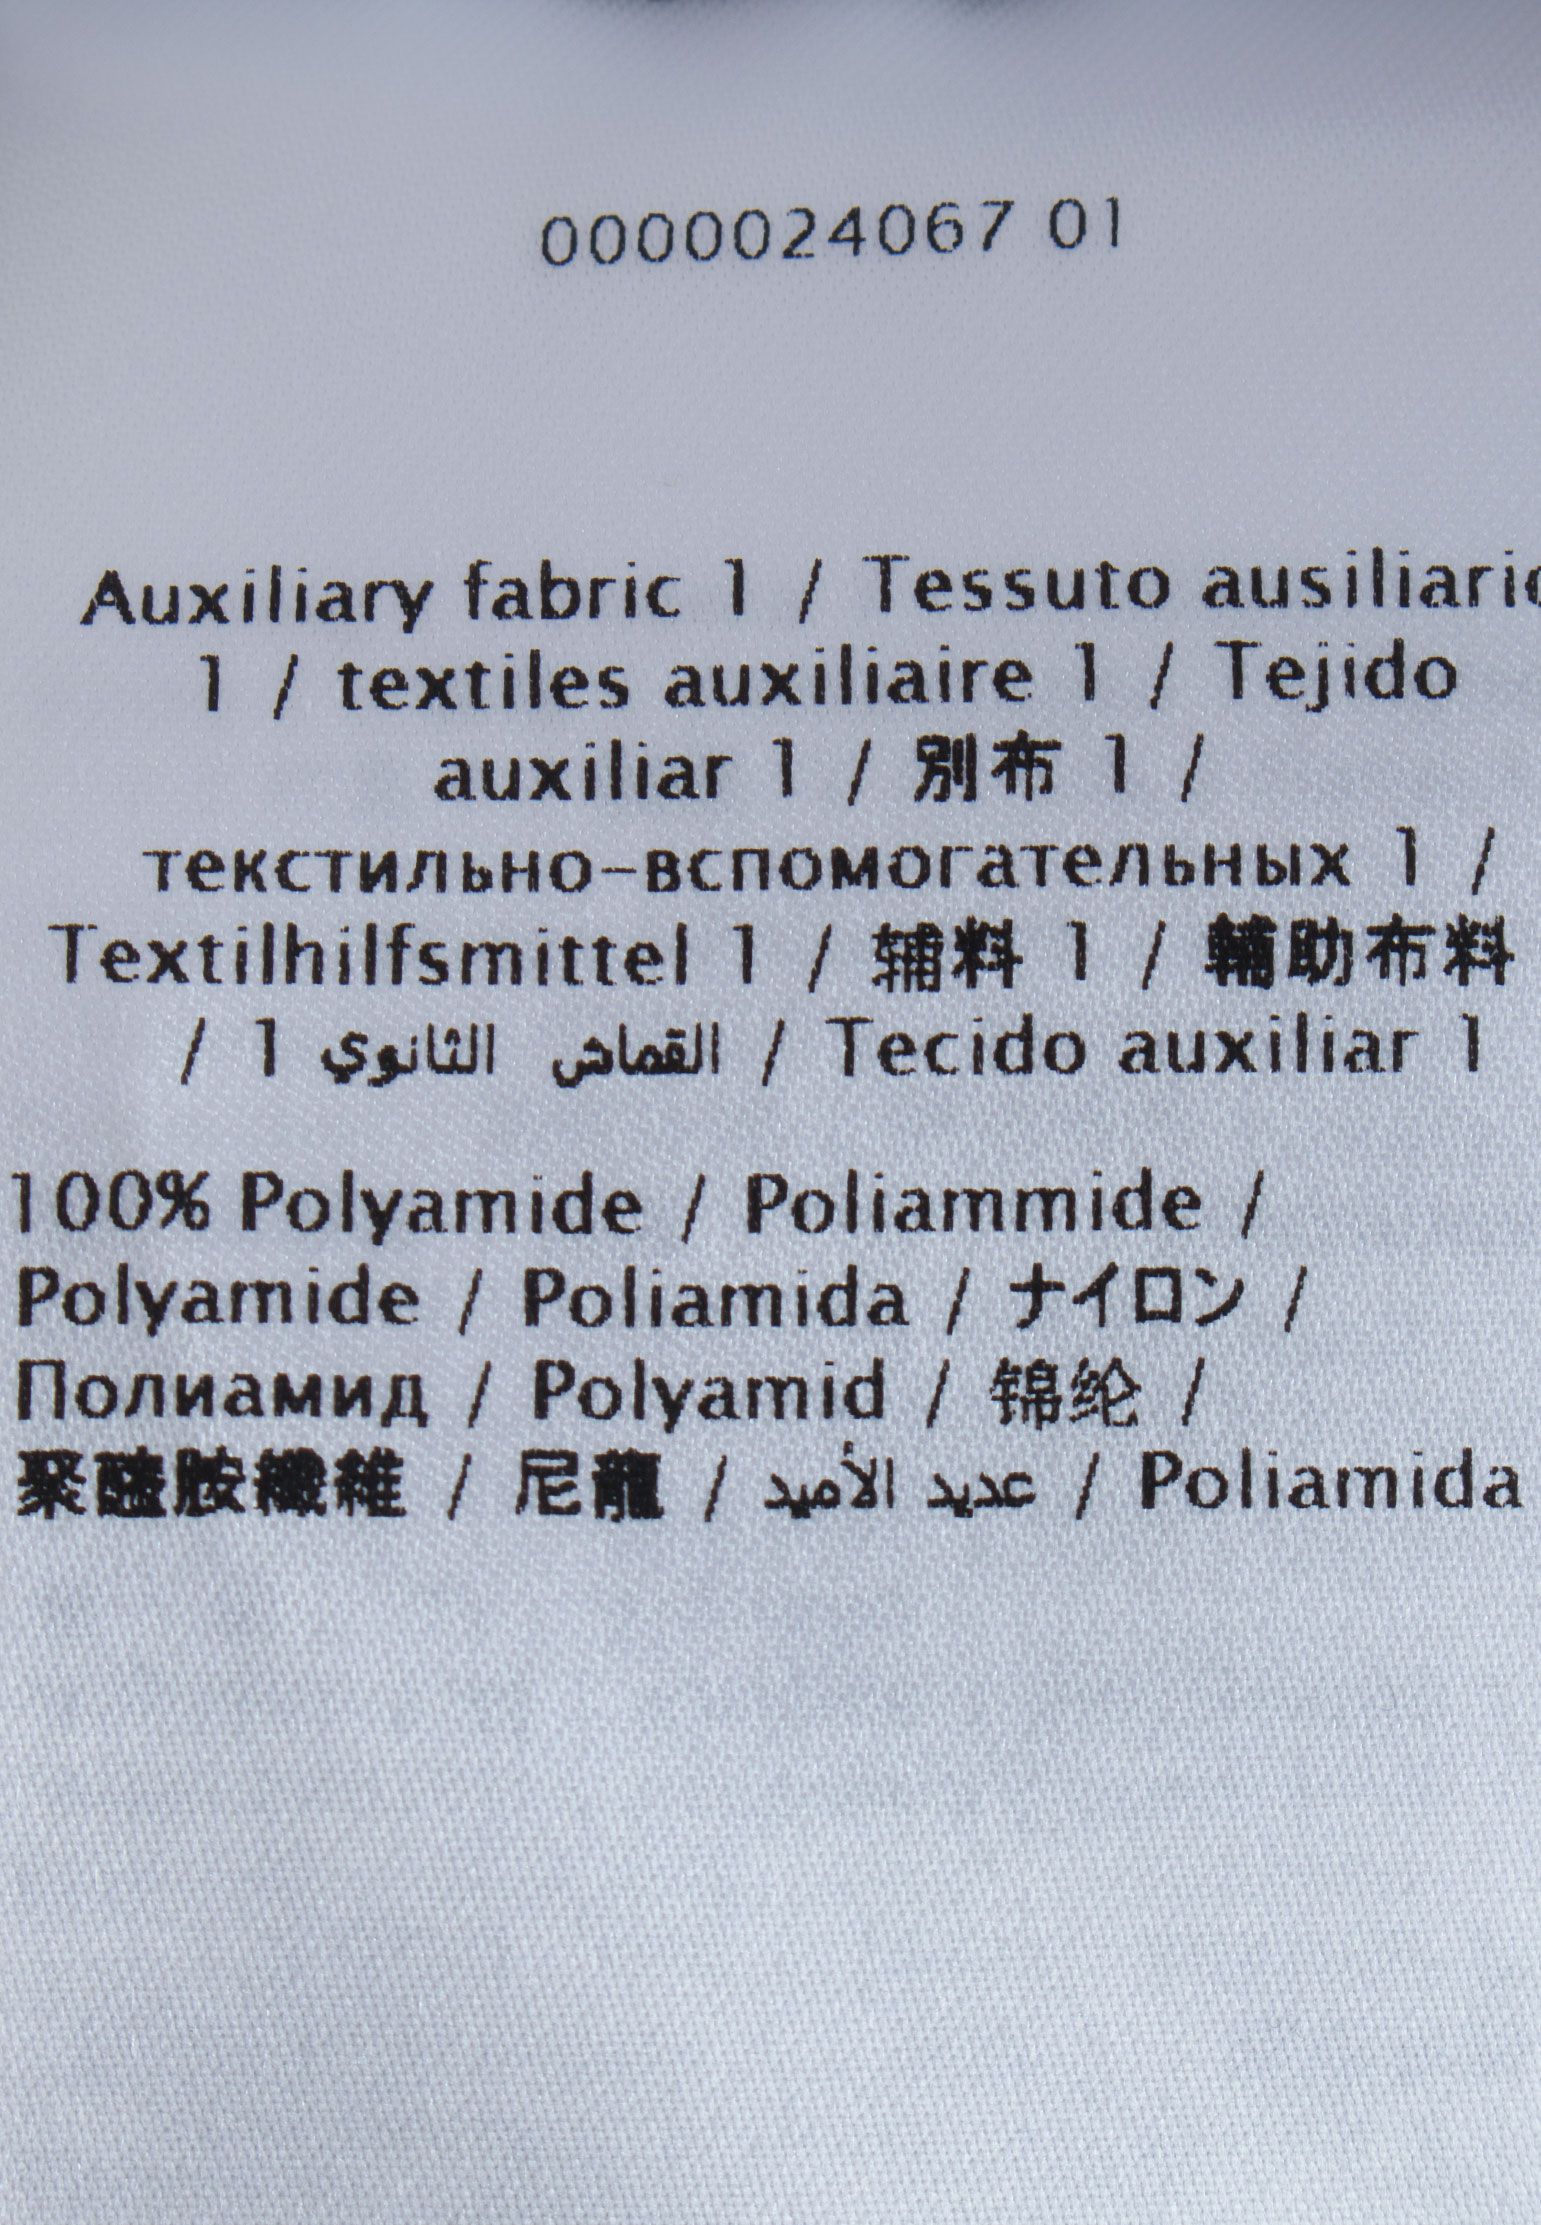 0000024067 01
Auxiliary fabric 1 / Tessuto ausiliario
1 / textiles auxiliaire 1 / Tejido
auxiliar 1 / 別布 1 /
текстильно-вспомогательных 1 /
Textilhilfsmittel 1 / 辅料 1 / 輔助布料
/ 1 القماش الثانوي / Tecido auxiliar 1
100% Polyamide / Poliammide /
Polyamide / Poliamida / ナイロン /
Полиамид / Polyamid / 锦纶 /
聚醯胺纖維 / 尼龍 / عديد الأميد / Poliamida